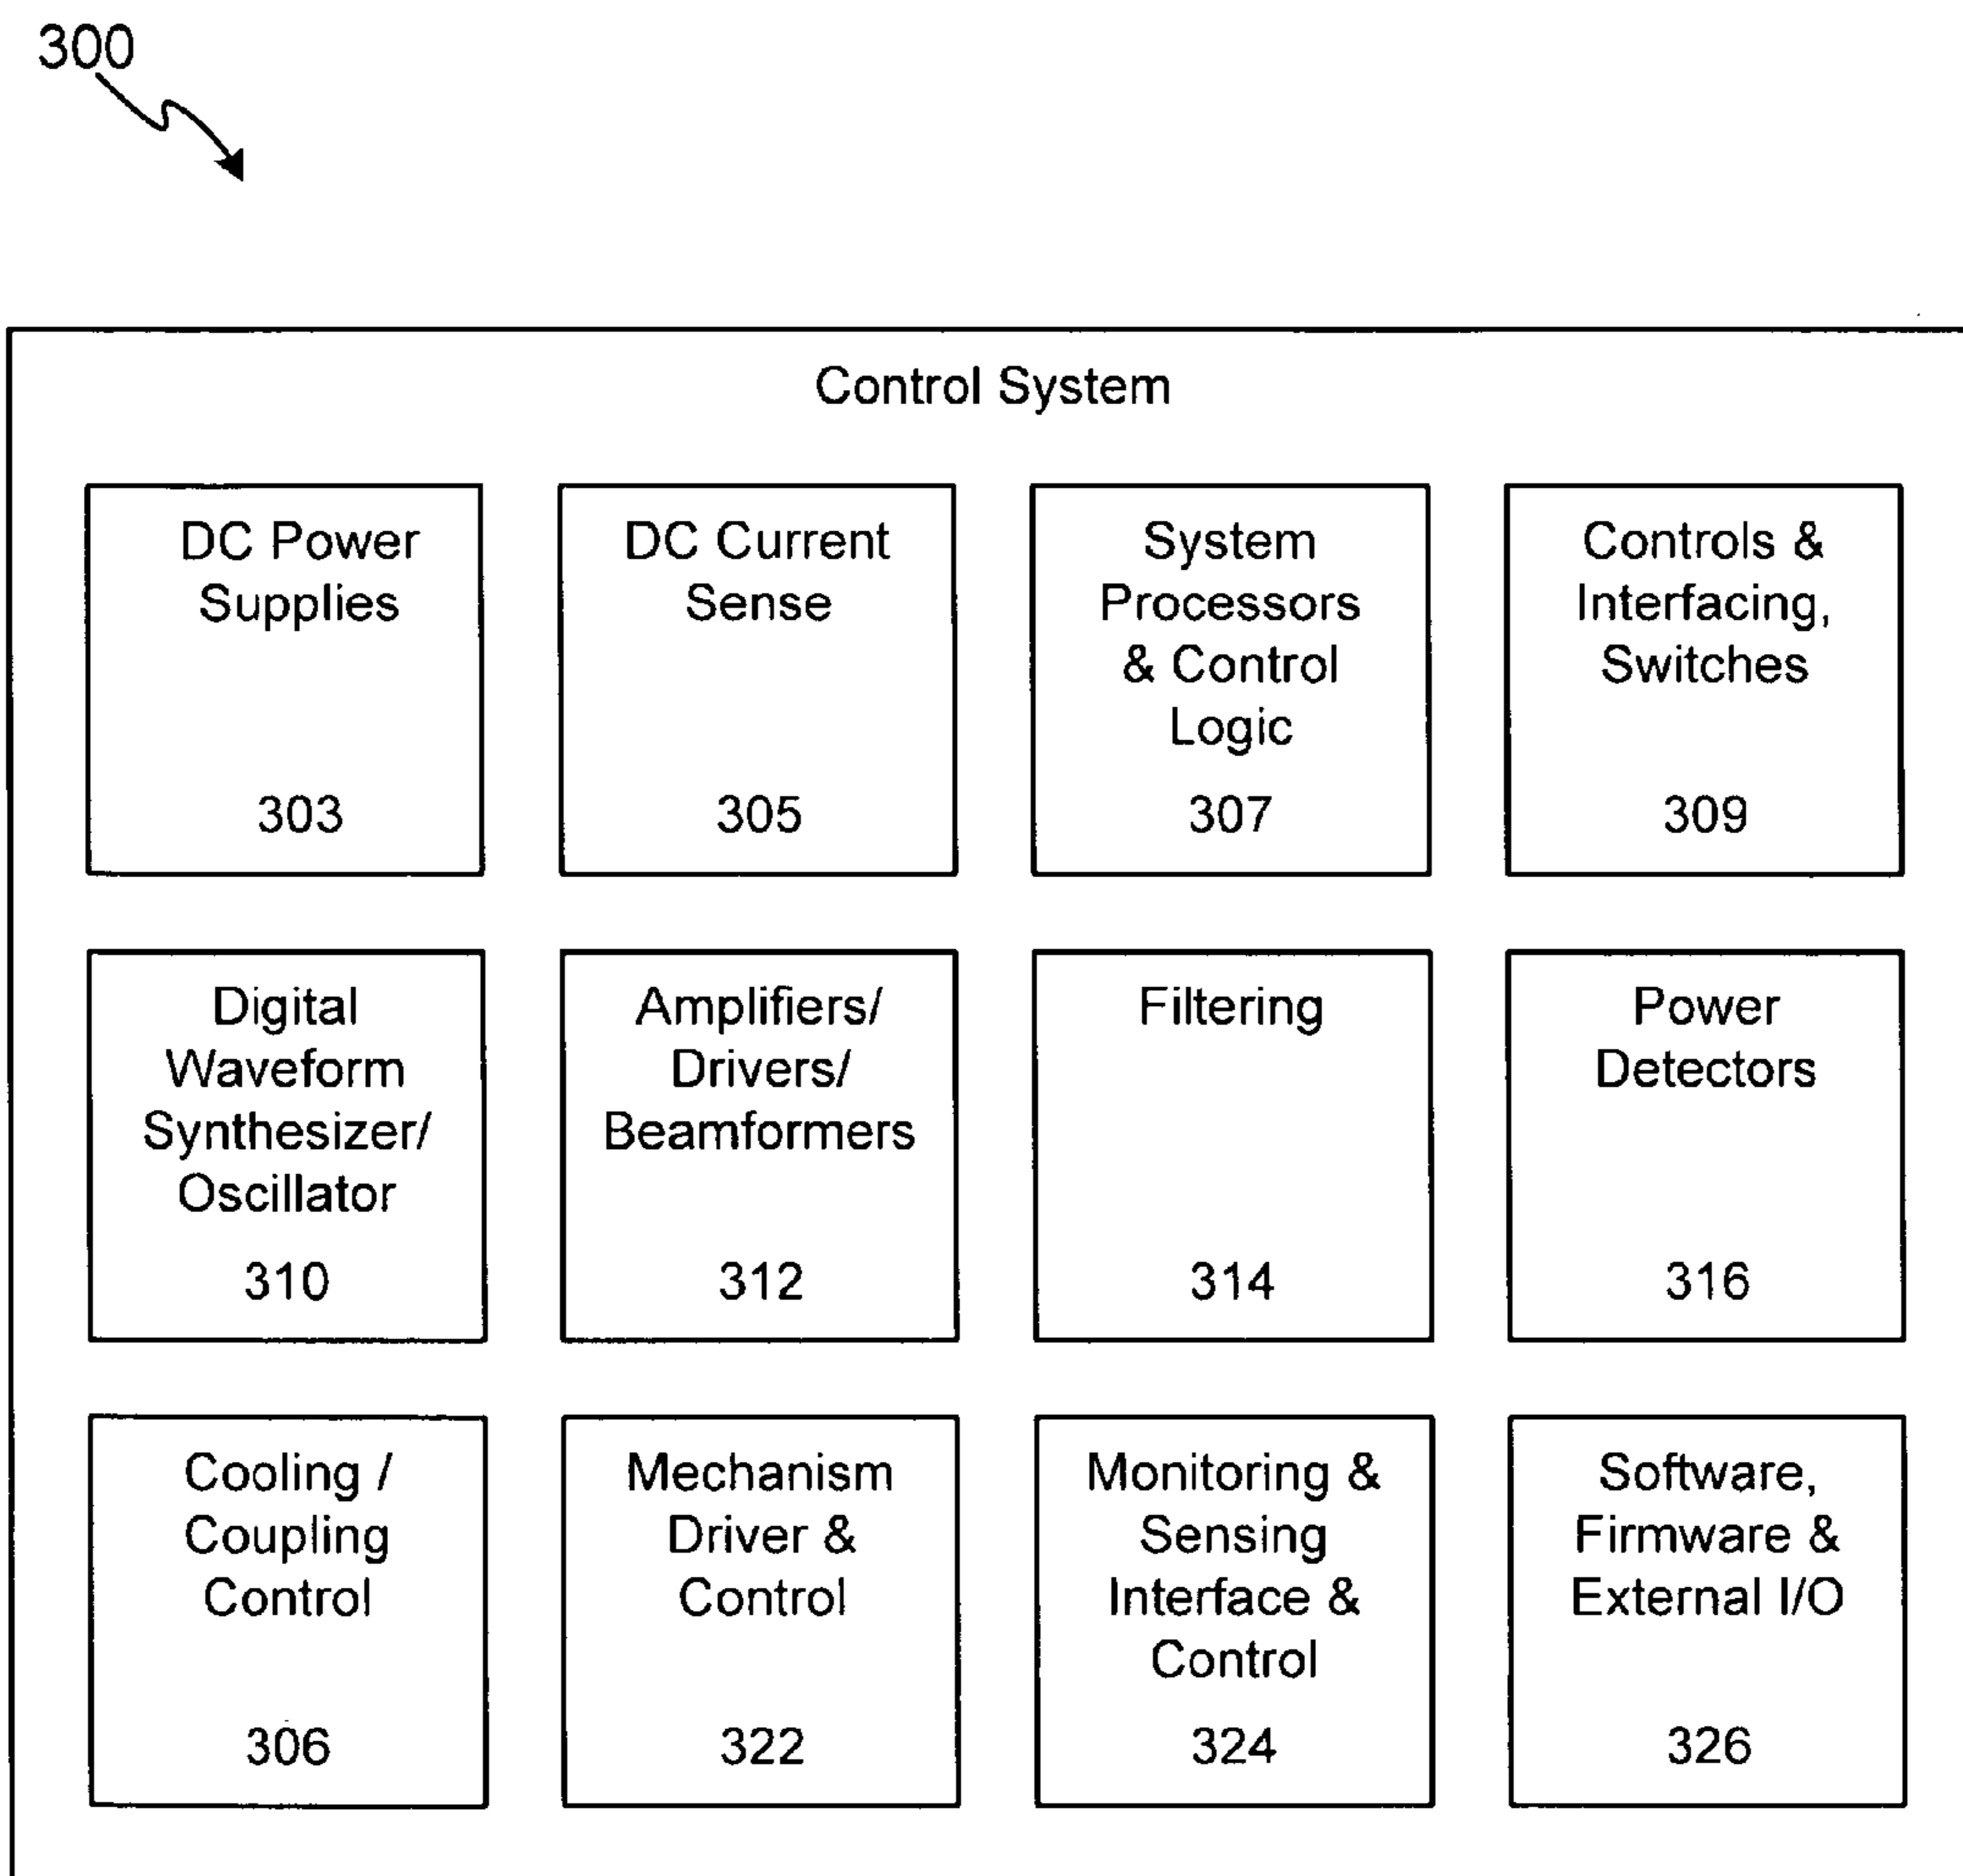 300
Control System
DC Power
Supplies
303
DC Current
Sense
305
System
Processors
& Control
Logic
307
Controls &
Interfacing,
Switches
309
Digital
Waveform
Synthesizer/
Oscillator
310
Amplifiers/
Drivers/
Beamformers
312
Filtering
314
Power
Detectors
316
Cooling /
Coupling
Control
306
Mechanism
Driver &
Control
322
Monitoring &
Sensing
Interface &
Control
324
Software,
Firmware &
External I/O
326